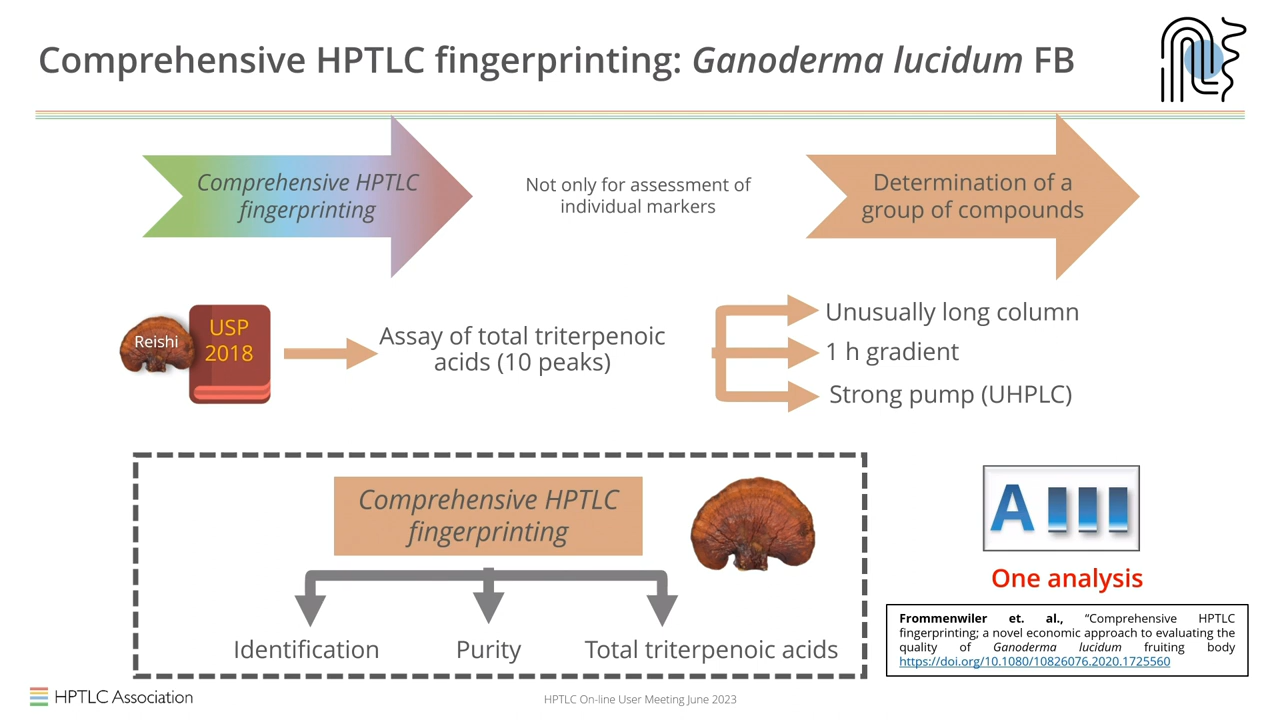 Comprehensive HPTLC fingerprinting: Ganoderma lucidum FB
Comprehensive HPTLC
fingerprinting
Not only for assessment of
individual markers
Determination of a
group of compounds
Reishi
USP
2018
Assay of total triterpenoic
acids (10 peaks)
Unusually long column
1 h gradient
Strong pump (UHPLC)
Comprehensive HPTLC
fingerprinting
Identification
Purity
Total triterpenoic acids
A
One analysis
Frommenwiler et. al., “Comprehensive HPTLC
fingerprinting; a novel economic approach to evaluating the
quality of Ganoderma lucidum fruiting body
https://doi.org/10.1080/10826076.2020.1725560
HPTLC Association
HPTLC On-line User Meeting June 2023